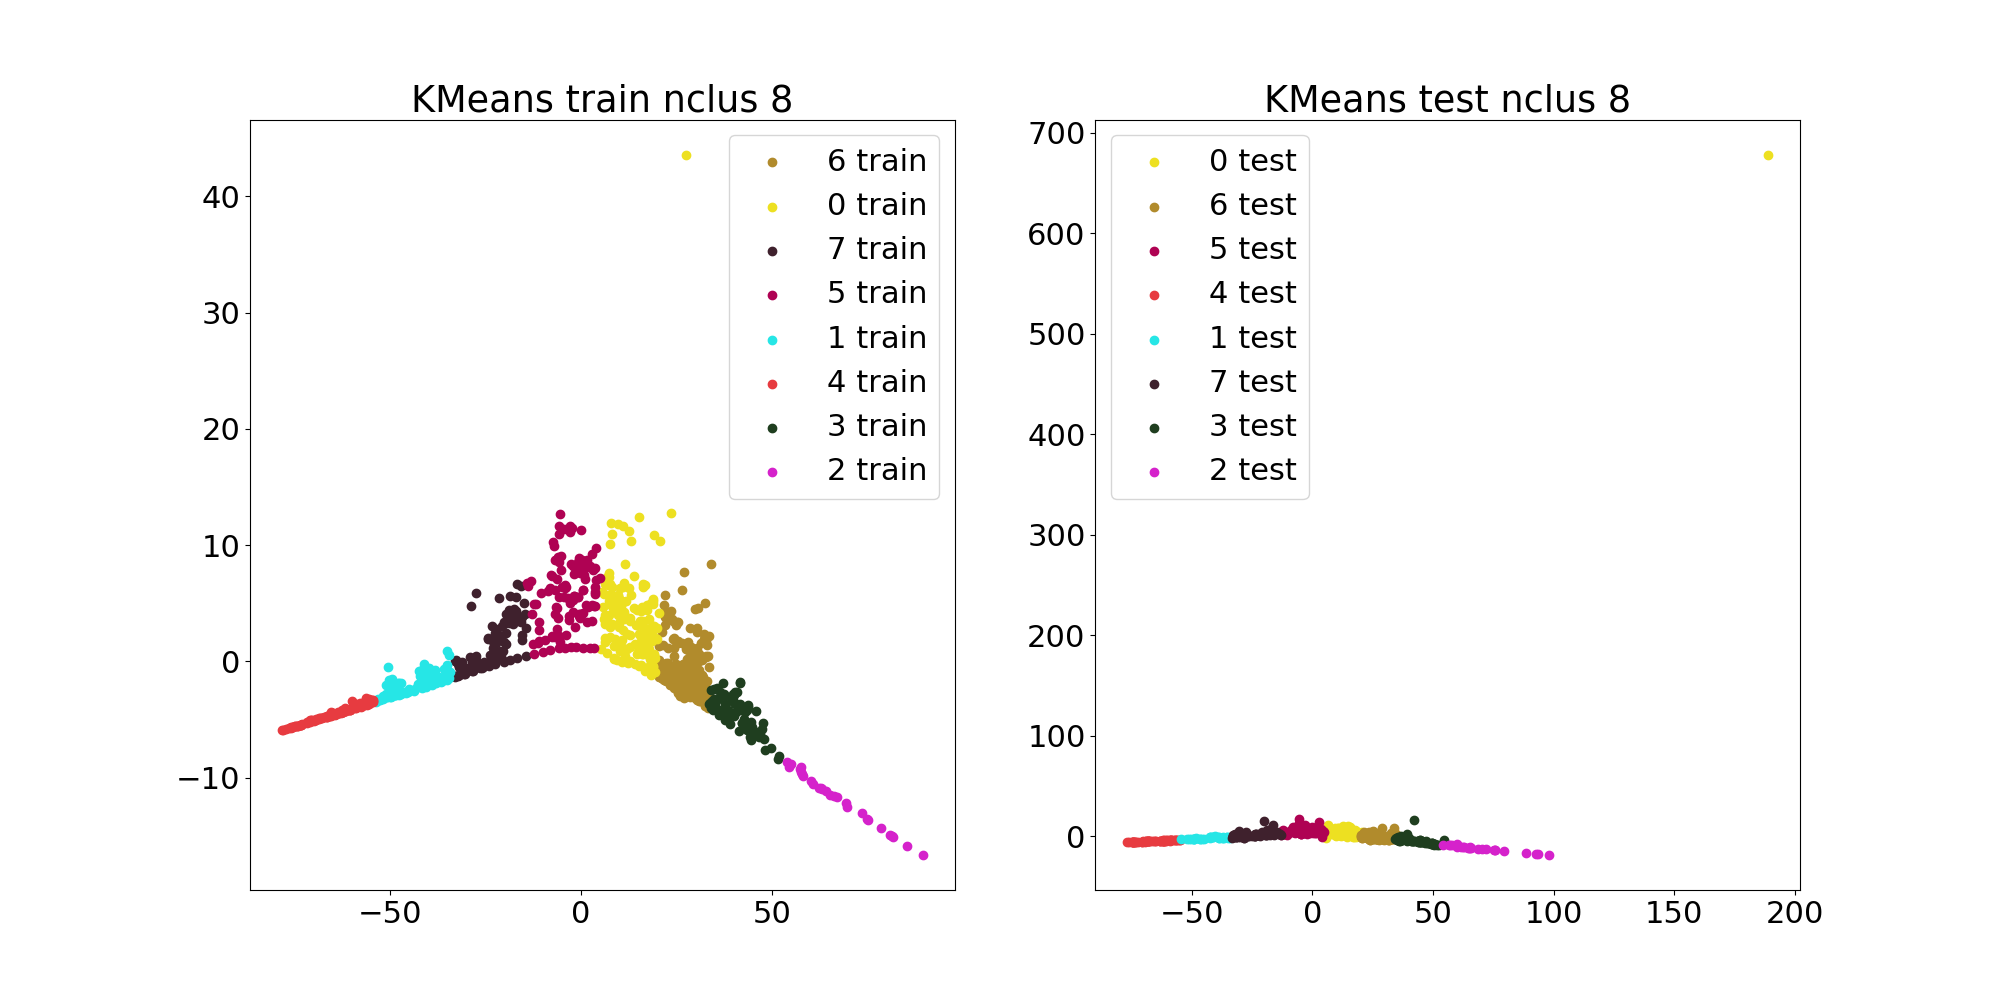 KMeans train nclus 8
40
30
20
10
0
−10
−50
0
50
6 train
0 train
7 train
5 train
1 train
4 train
3 train
2 train
KMeans test nclus 8
700
600
500
400
300
200
100
0
−50
0
50
100
150
200
0 test
6 test
5 test
4 test
1 test
7 test
3 test
2 test